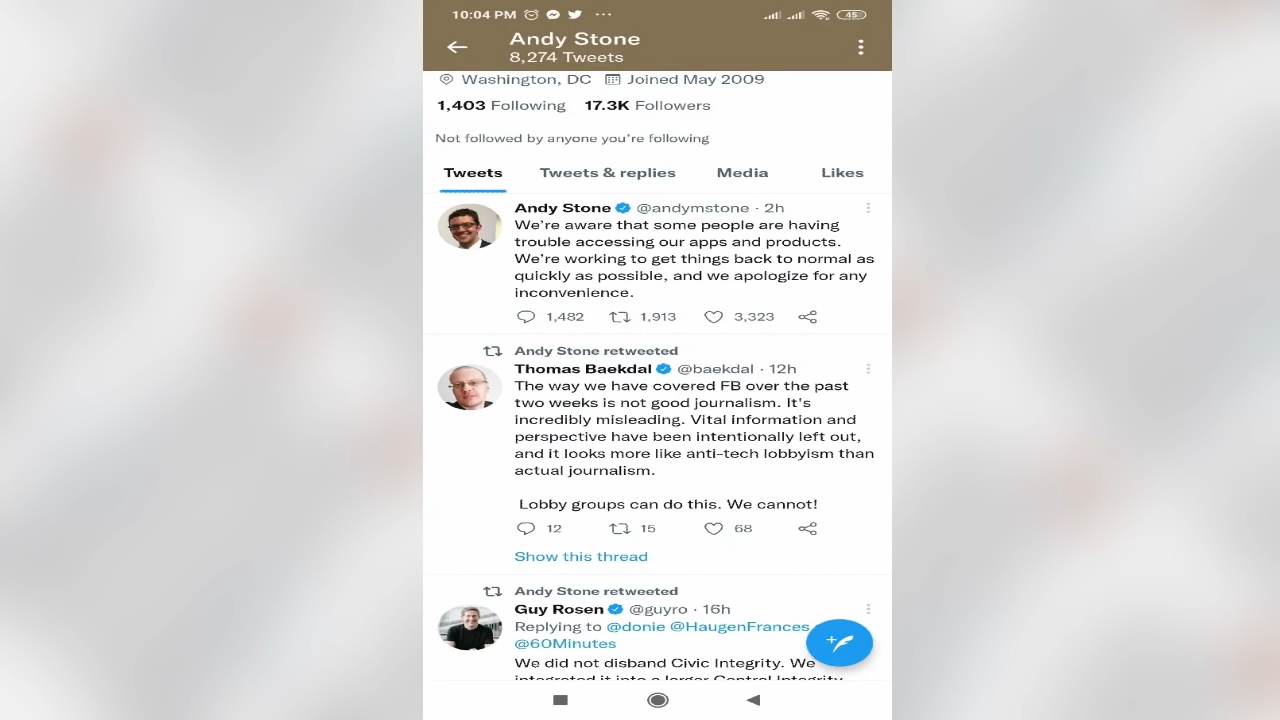 10:04 PM ... 45
Andy Stone
8,274 Tweets
Washington, DC Joined May 2009
1,403 Following 17.3K Followers
Not followed by anyone you're following
Tweets Tweets & replies Media Likes
Andy Stone @andymstone · 2h
We're aware that some people are having
trouble accessing our apps and products.
We're working to get things back to normal as
quickly as possible, and we apologize for any
inconvenience.
1,482 1,913 3,323
Andy Stone retweeted
Thomas Baekdal @baekdal · 12h
The way we have covered FB over the past
two weeks is not good journalism. It's
incredibly misleading. Vital information and
perspective have been intentionally left out,
and it looks more like anti-tech lobbyism than
actual journalism.
Lobby groups can do this. We cannot!
12 15 68
Show this thread
Andy Stone retweeted
Guy Rosen @guyro · 16h
Replying to @donie @HaugenFrances
@60Minutes
We did not disband Civic Integrity. We
integrated it into a larger Central Integrity